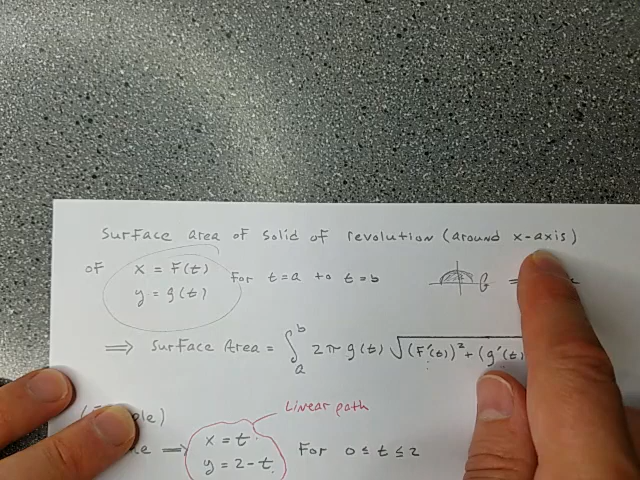 Surface area of solid of revolution (around x-axis)
of x = F(t) for t=a to t=b
y = g(t)
⟹ Surface Area = ∫ₐᵇ 2π g(t) √(F'(t))² + (g'(t)
Linear path
⟹ x = t For 0 ≤ t ≤ 2
y = 2-t